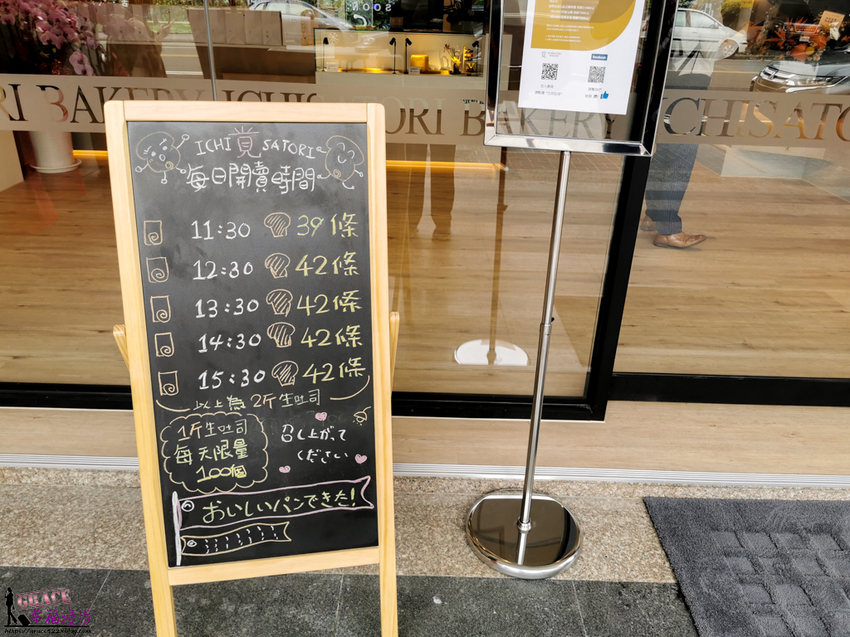 SOON
RI BAKERY ICHIS
ORI BAKERY ICHISATO
ICHI 覓 SATORI
每日開賣時間
11:30 39條
12:30 42條
13:30 42條
14:30 42條
15:30 42條
以上為 2斤生吐司
1斤生吐司
每天限量
100個
召し上がって
ください
おいしいパンできた!
GRACE